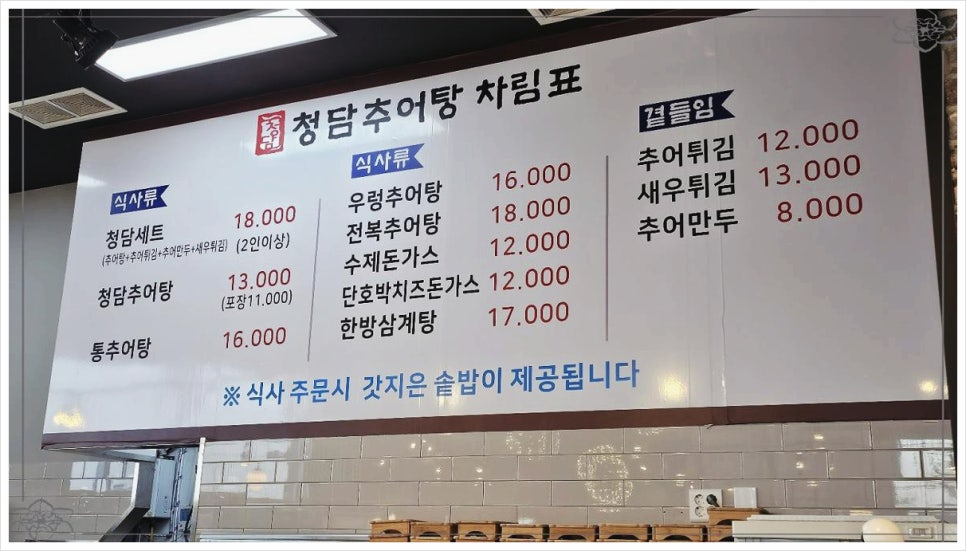 청담추어탕 차림표
식사류
청담세트 18.000
(추어탕+추어튀김+추어만두+새우튀김) (2인이상)
청담추어탕 13.000
(포장11.000)
통추어탕 16.000
식사류
우렁추어탕 16.000
전복추어탕 18.000
수제돈가스 12.000
단호박치즈돈가스 12.000
한방삼계탕 17.000
곁들임
추어튀김 12.000
새우튀김 13.000
추어만두 8.000
※ 식사 주문시 갓지은 솥밥이 제공됩니다